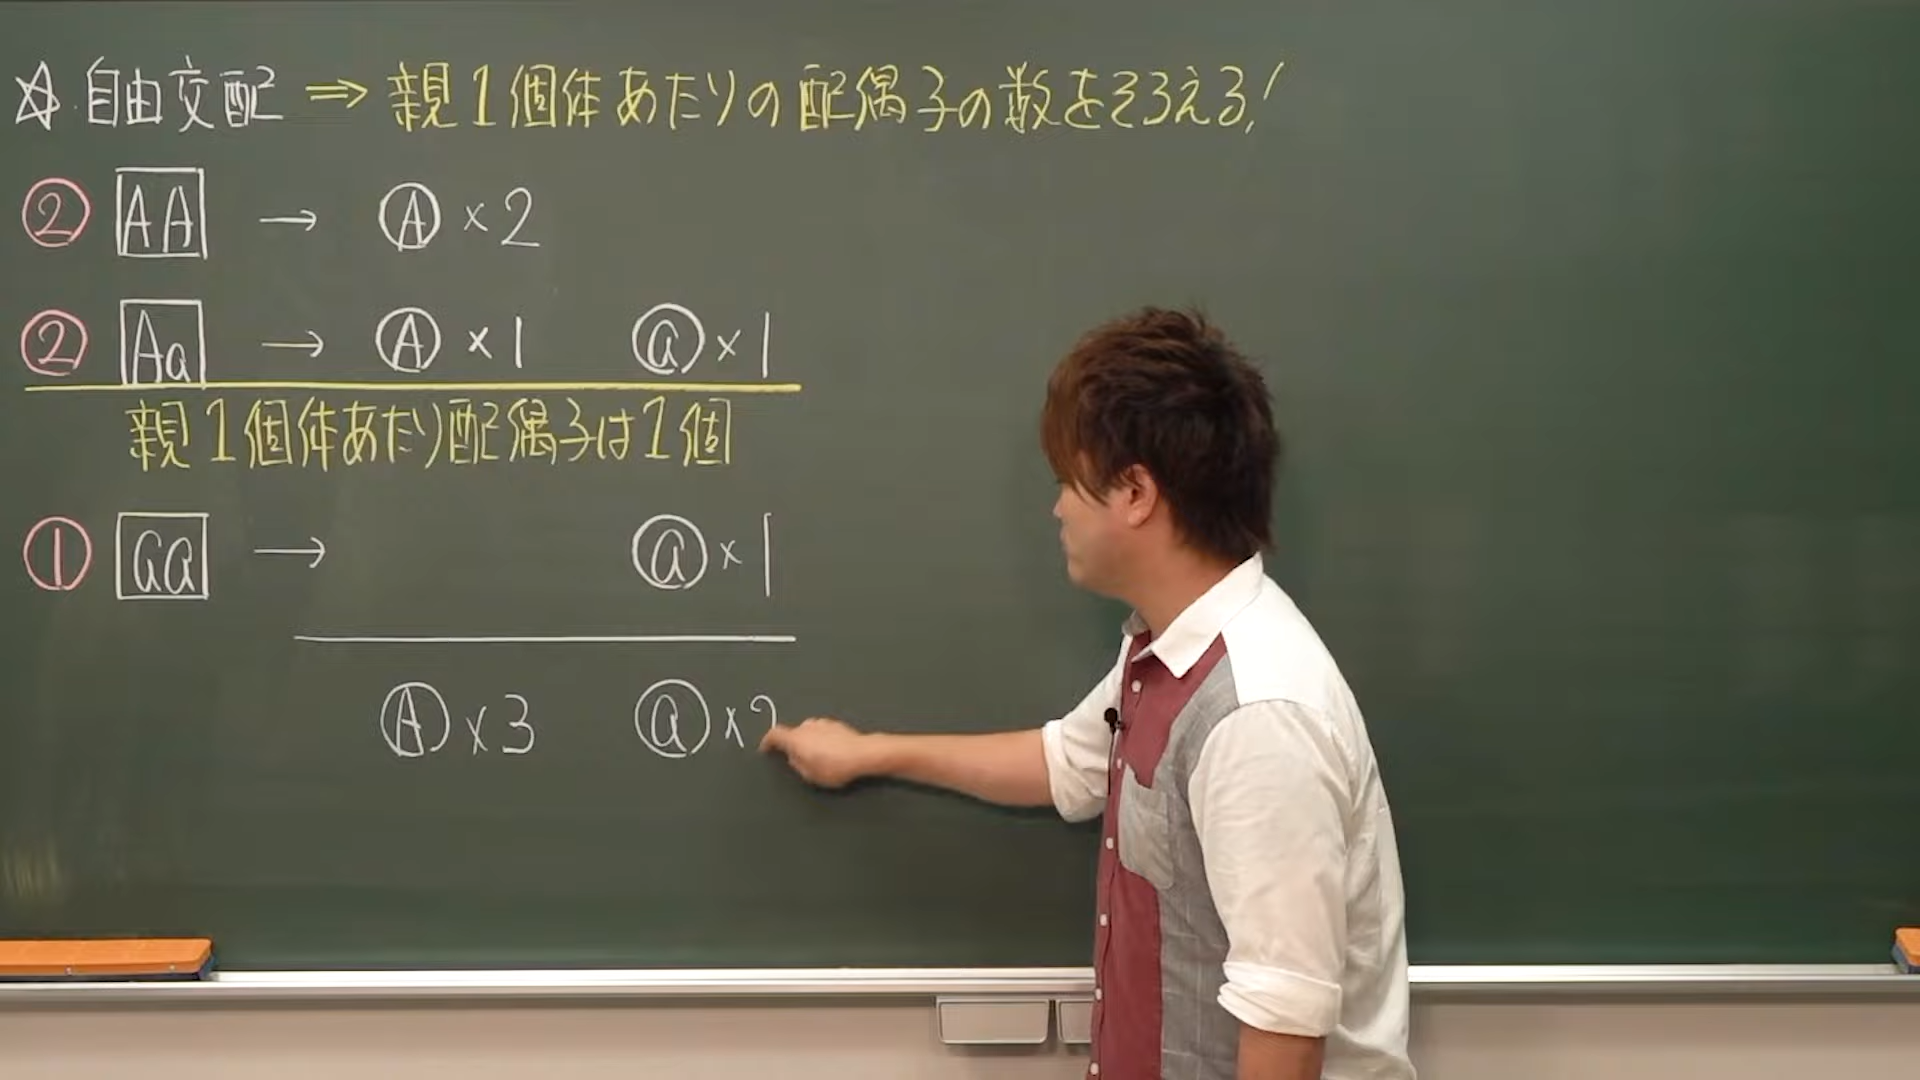 ☆ 自由交配 ⇒ 親1個体あたりの配偶子の数をそろえる!
② AA → Ⓐ×2
② Aa → Ⓐ×1 ⓐ×1
親1個体あたり配偶子は1個
① aa → ⓐ×1
Ⓐ×3 ⓐ×2